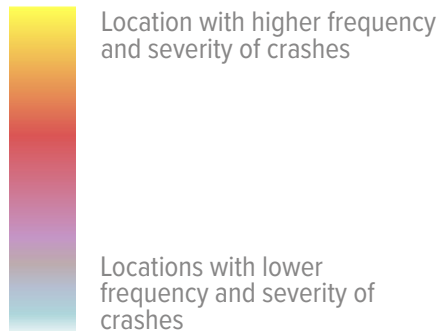 Location with higher frequency
and severity of crashes
Locations with lower
frequency and severity of
crashes